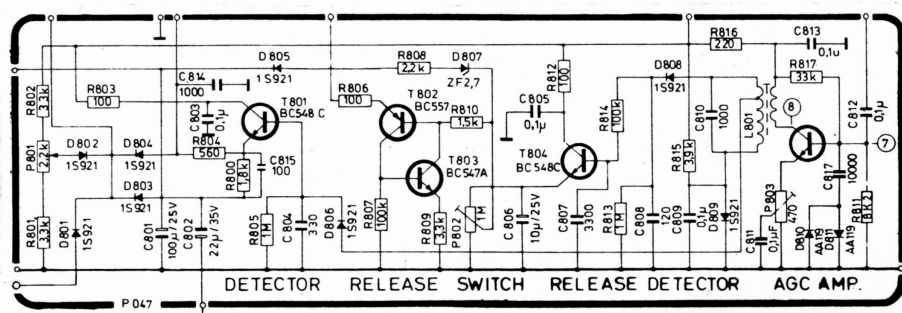 R816
220
C813
0,1µ
D805
1S921
R808
2,2k
D807
ZF2,7
R817
33k
C814
1000
R802
3,3k
R803
100
C803
0,1µ
T801
BC548 C
R806
100
T802
BC557
R810
1,5k
C805
0,1µ
R812
100
D808
1S921
R814
100k
C810
1000
L801
8
C812
0,1µ
7
P801
2,2k
D802
1S921
D804
1S921
R804
560
R800
1,8k
C815
100
T803
BC547A
T804
BC548C
R815
3,9k
D803
1S921
P803
470
C817
10000
R811
8k2
R801
3,3k
D801
1S921
C801
100µ/25V
C802
22µ/35V
R805
1M
C804
330
D806
1S921
R807
100k
R809
3,3k
P802
1M
C806
10µ/25V
C807
3300
R813
1M
C808
120
C809
0,1µ
D809
1S921
C811
0,1µF
D810
AA119
D811
AA119
DETECTOR RELEASE SWITCH RELEASE DETECTOR AGC AMP.
P 047